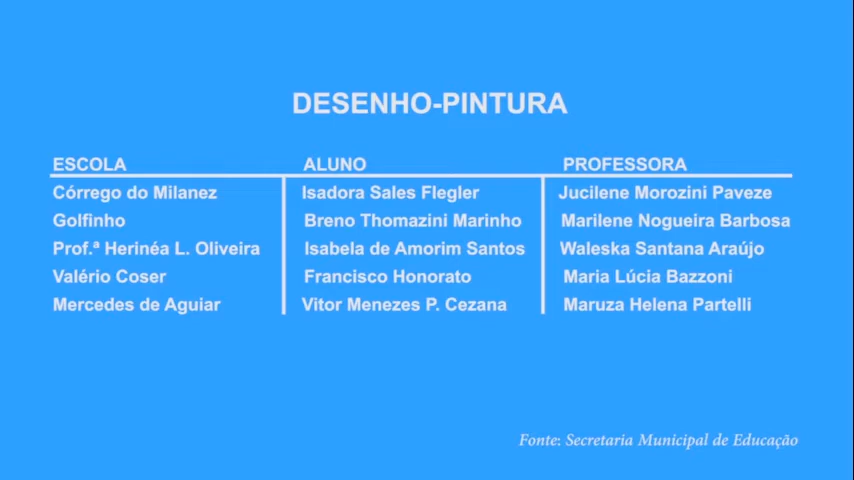 DESENHO-PINTURA
ESCOLA ALUNO PROFESSORA
Córrego do Milanez Isadora Sales Flegler Jucilene Morozini Paveze
Golfinho Breno Thomazini Marinho Marilene Nogueira Barbosa
Prof.ª Herinéa L. Oliveira Isabela de Amorim Santos Waleska Santana Araújo
Valério Coser Francisco Honorato Maria Lúcia Bazzoni
Mercedes de Aguiar Vitor Menezes P. Cezana Maruza Helena Partelli
Fonte: Secretaria Municipal de Educação